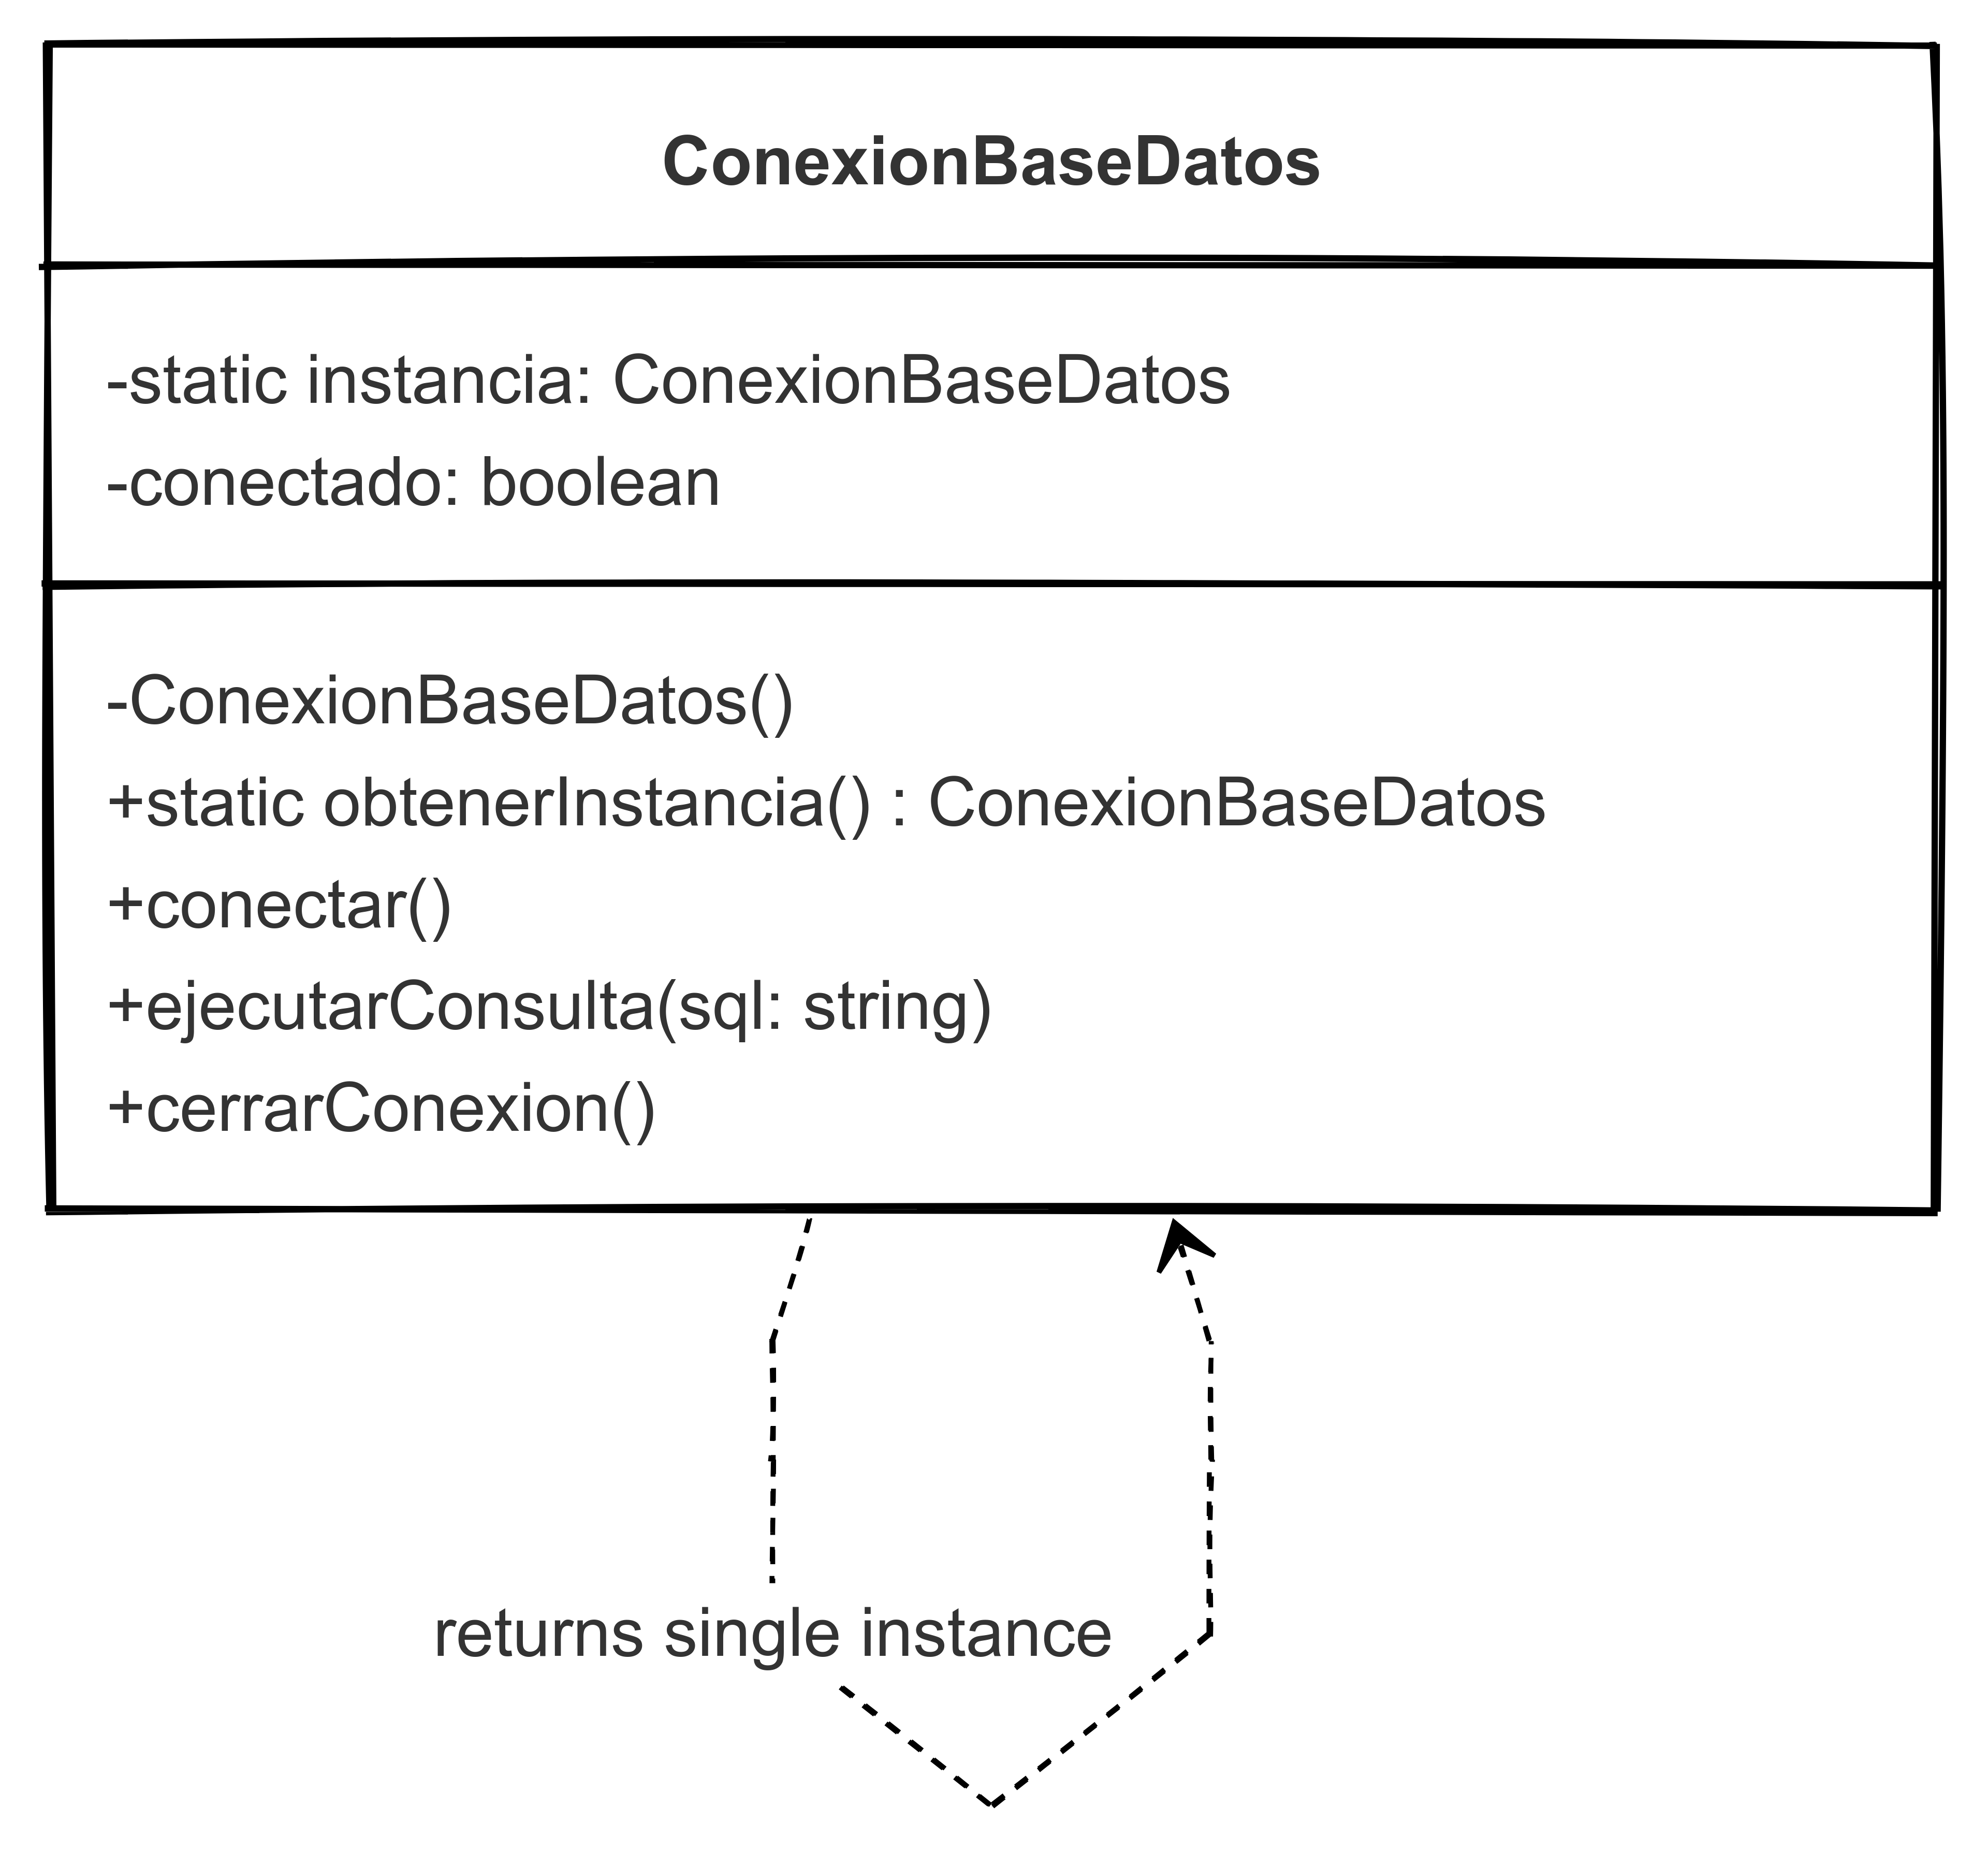 ConexionBaseDatos
-static instancia: ConexionBaseDatos
-conectado: boolean
-ConexionBaseDatos()
+static obtenerInstancia() : ConexionBaseDatos
+conectar()
+ejecutarConsulta(sql: string)
+cerrarConexion()
returns single instance